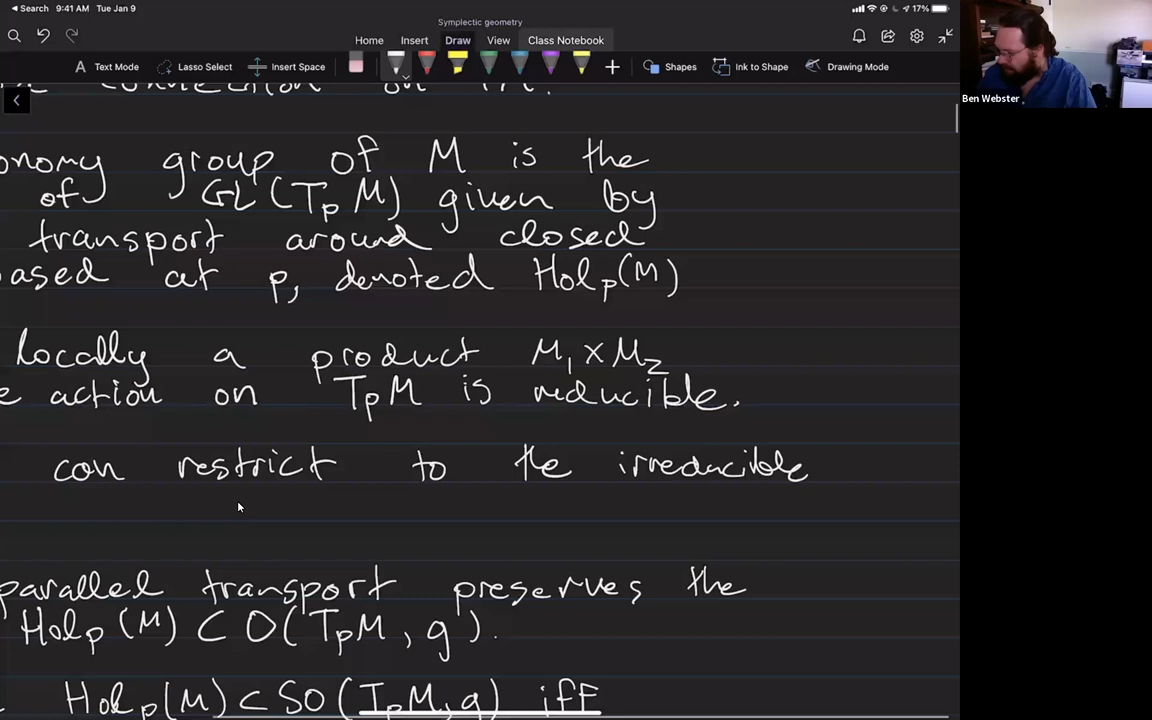 Search 9:41 AM Tue Jan 9
17%
Symplectic geometry
Home Insert Draw View Class Notebook
Text Mode Lasso Select Insert Space Shapes Ink to Shape Drawing Mode
Ben Webster
onomy group of M is the
of GL(TpM) given by
transport around closed
ased at p, denoted Holp(M)
locally a product M1 × M2
e action on TpM is reducible.
can restrict to the irreducible
parallel transport preserves the
Holp(M) ⊂ O(TpM, g).
Holp(M) ⊂ SO(TpM, g) iff